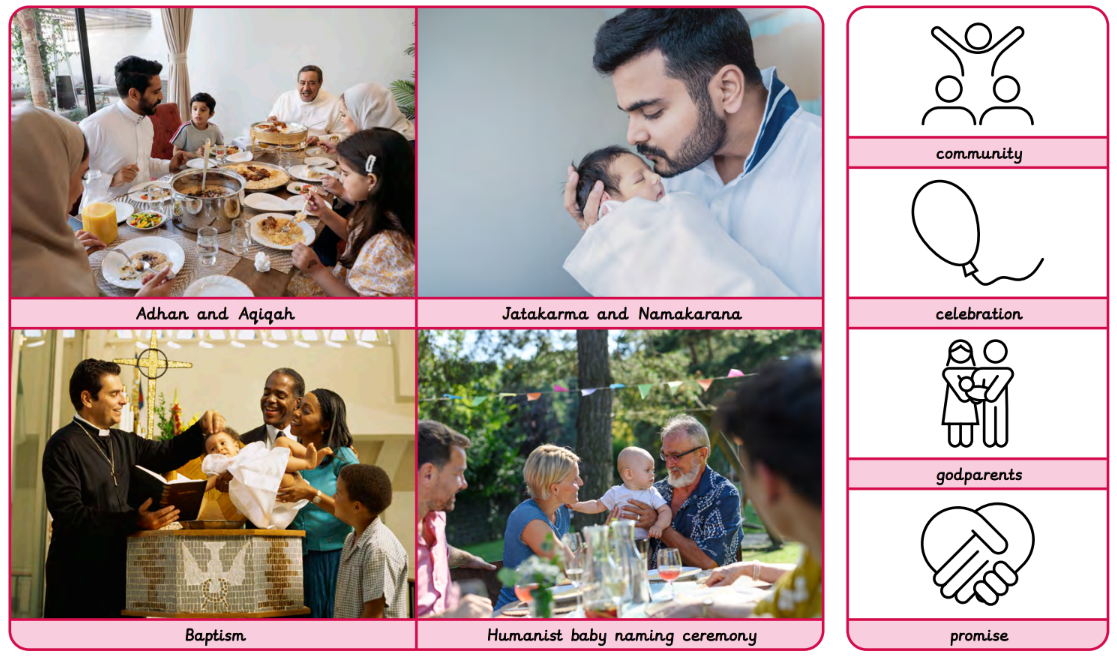 Adhan and Aqiqah
Jatakarma and Namakarana
Baptism
Humanist baby naming ceremony
community
celebration
godparents
promise